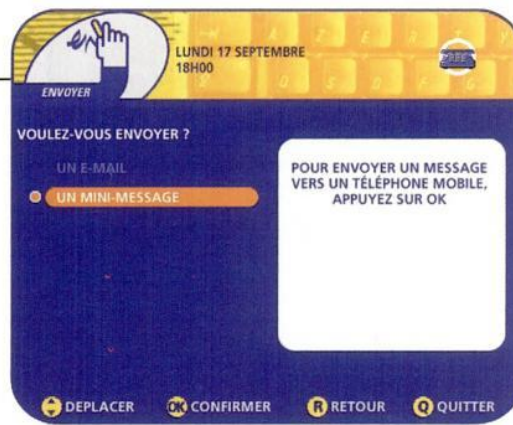 LUNDI 17 SEPTEMBRE
18H00
ENVOYER
VOULEZ-VOUS ENVOYER ?
UN E-MAIL
UN MINI-MESSAGE
POUR ENVOYER UN MESSAGE
VERS UN TÉLÉPHONE MOBILE,
APPUYEZ SUR OK
DEPLACER OK CONFIRMER R RETOUR Q QUITTER